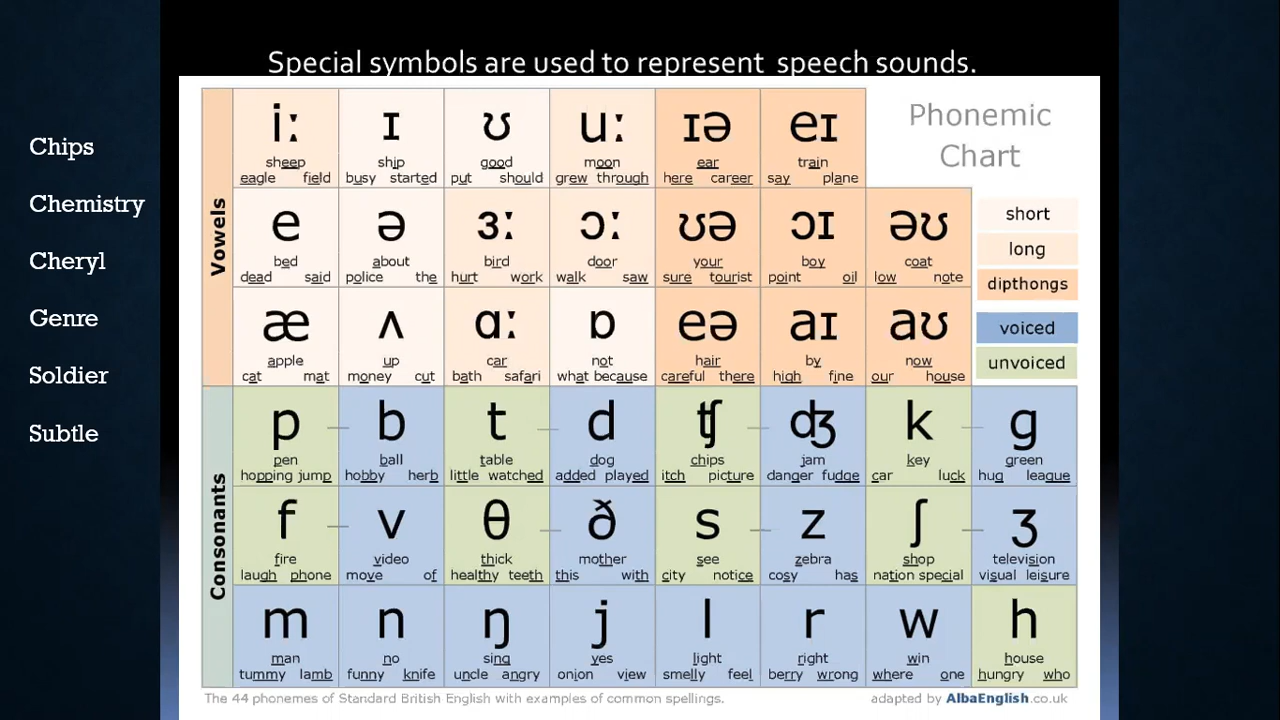 Special symbols are used to represent speech sounds.
Chips
Chemistry
Cheryl
Genre
Soldier
Subtle
Phonemic
Chart
short
long
dipthongs
voiced
unvoiced
Vowels
iː ɪ ʊ uː ɪə eɪ
sheep ship good moon ear train
eagle field busy started put should grew through here career say plane
e ə ɜː ɔː ʊə ɔɪ əʊ
bed about bird door your boy coat
dead said police the hurt work walk saw sure tourist point oil low note
æ ʌ ɑː ɒ eə aɪ aʊ
apple up car not hair by now
cat mat money cut bath safari what because careful there high fine our house
Consonants
p b t d ʧ ʤ k g
pen ball table dog chips jam key green
hopping jump hobby herb little watched added played itch picture danger fudge car luck hug league
f v θ ð s z ʃ ʒ
fire video thick mother see zebra shop television
laugh phone move of healthy teeth this with city notice cosy has nation special visual leisure
m n ŋ j l r w h
man no sing yes light right win house
tummy lamb funny knife uncle angry onion view smelly feel berry wrong where one hungry who
The 44 phonemes of Standard British English with examples of common spellings.
adapted by AlbaEnglish.co.uk